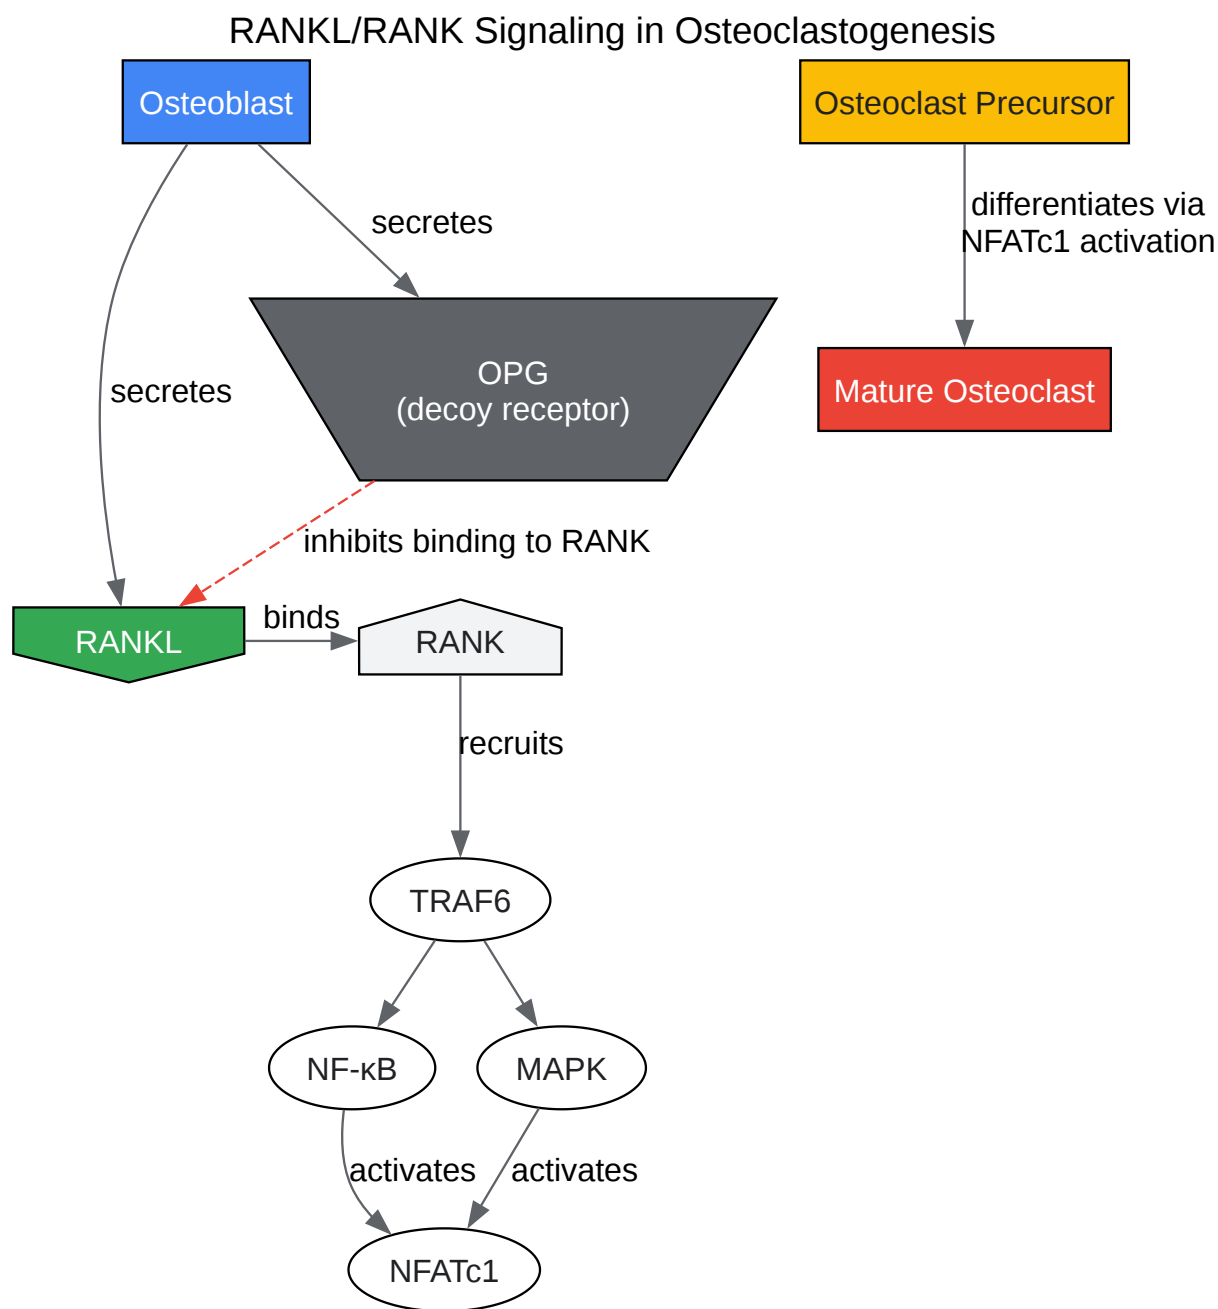 RANKL/RANK Signaling in Osteoclastogenesis
Osteoblast
Osteoclast Precursor
secretes
differentiates via
NFATc1 activation
OPG
(decoy receptor)
secretes
Mature Osteoclast
inhibits binding to RANK
RANKL
binds
RANK
recruits
TRAF6
NF-κB
MAPK
activates
activates
NFATc1